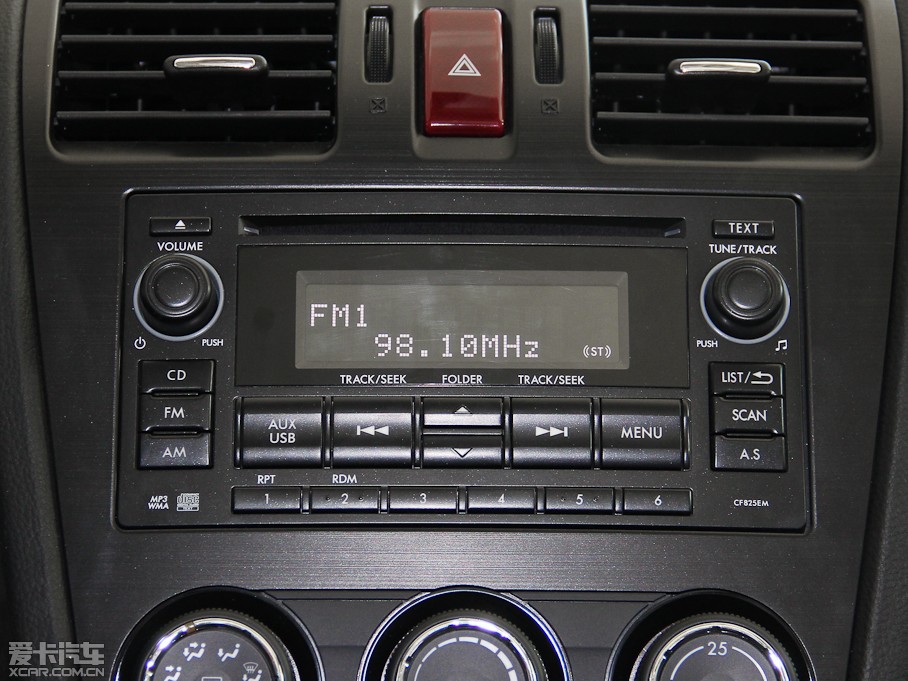 TEXT
VOLUME
TUNE/TRACK
FM1
98.10MHz
(ST)
PUSH
PUSH
TRACK/SEEK FOLDER TRACK/SEEK
CD
LIST/
FM
AUX
USB
MENU
SCAN
AM
A.S
RPT RDM
1 2 3 4 5 6
MP3
WMA
CF825EM
25
爱卡汽车
XCAR.COM.CN